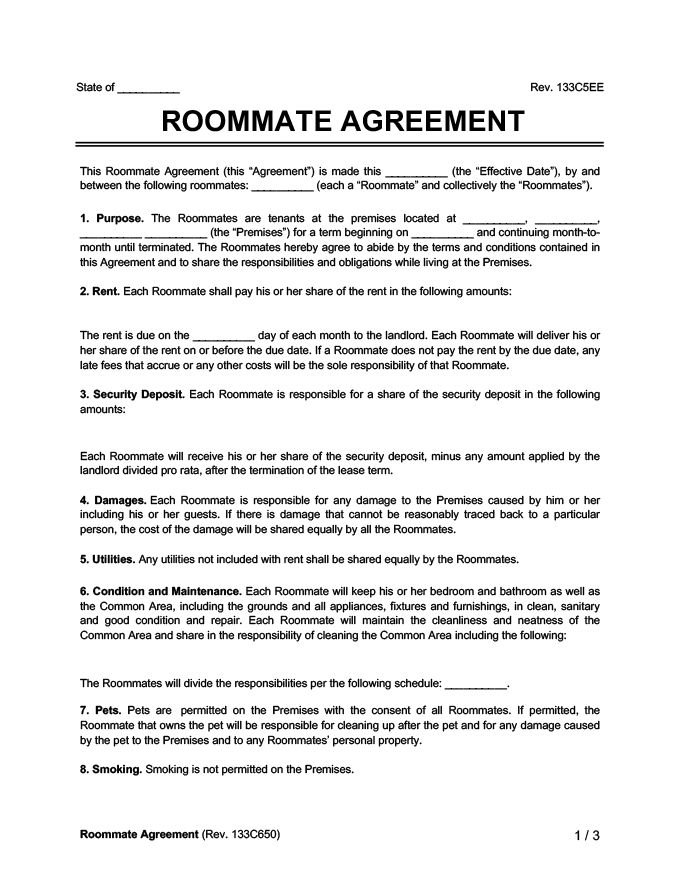 State of __________ Rev. 133C5EE
ROOMMATE AGREEMENT
This Roommate Agreement (this “Agreement”) is made this __________ (the “Effective Date”), by and
between the following roommates: __________ (each a “Roommate” and collectively the “Roommates”).
1. Purpose. The Roommates are tenants at the premises located at __________, __________,
__________ __________ (the “Premises”) for a term beginning on __________ and continuing month-to-
month until terminated. The Roommates hereby agree to abide by the terms and conditions contained in
this Agreement and to share the responsibilities and obligations while living at the Premises.
2. Rent. Each Roommate shall pay his or her share of the rent in the following amounts:
The rent is due on the __________ day of each month to the landlord. Each Roommate will deliver his or
her share of the rent on or before the due date. If a Roommate does not pay the rent by the due date, any
late fees that accrue or any other costs will be the sole responsibility of that Roommate.
3. Security Deposit. Each Roommate is responsible for a share of the security deposit in the following
amounts:
Each Roommate will receive his or her share of the security deposit, minus any amount applied by the
landlord divided pro rata, after the termination of the lease term.
4. Damages. Each Roommate is responsible for any damage to the Premises caused by him or her
including his or her guests. If there is damage that cannot be reasonably traced back to a particular
person, the cost of the damage will be shared equally by all the Roommates.
5. Utilities. Any utilities not included with rent shall be shared equally by the Roommates.
6. Condition and Maintenance. Each Roommate will keep his or her bedroom and bathroom as well as
the Common Area, including the grounds and all appliances, fixtures and furnishings, in clean, sanitary
and good condition and repair. Each Roommate will maintain the cleanliness and neatness of the
Common Area and share in the responsibility of cleaning the Common Area including the following:
The Roommates will divide the responsibilities per the following schedule: __________.
7. Pets. Pets are permitted on the Premises with the consent of all Roommates. If permitted, the
Roommate that owns the pet will be responsible for cleaning up after the pet and for any damage caused
by the pet to the Premises and to any Roommates’ personal property.
8. Smoking. Smoking is not permitted on the Premises.
Roommate Agreement (Rev. 133C650) 1 / 3